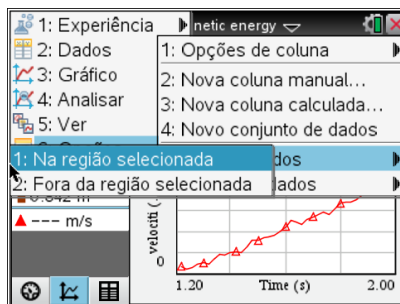 1: Experiência
netic energy
2: Dados
3: Gráfico
4: Analisar
5: Ver
1: Opções de coluna
2: Nova coluna manual...
3: Nova coluna calculada...
4: Novo conjunto de dados
dos
dados
1: Na região selecionada
2: Fora da região selecionada
--- m/s
velociti (
0
1.20
Time (s)
2.00